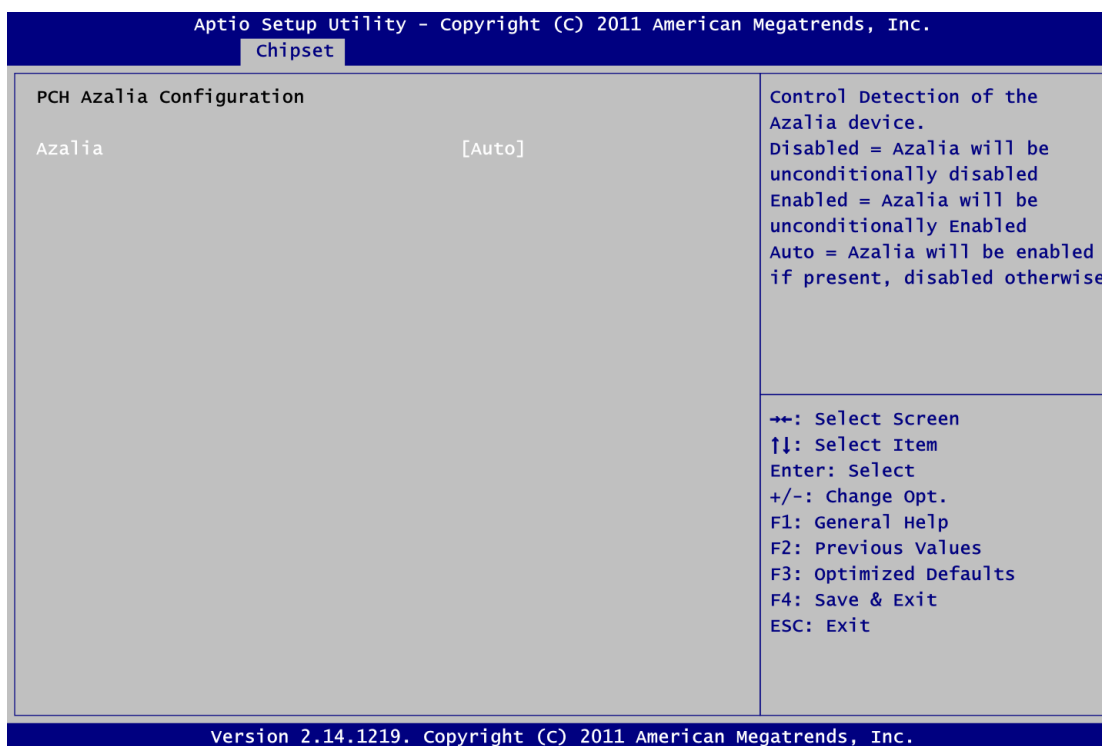 Aptio Setup Utility - Copyright (C) 2011 American Megatrends, Inc.
Chipset
PCH Azalia Configuration
Azalia [Auto]
Control Detection of the
Azalia device.
Disabled = Azalia will be
unconditionally disabled
Enabled = Azalia will be
unconditionally Enabled
Auto = Azalia will be enabled
if present, disabled otherwise
→←: Select Screen
↑↓: Select Item
Enter: Select
+/-: Change Opt.
F1: General Help
F2: Previous Values
F3: Optimized Defaults
F4: Save & Exit
ESC: Exit
Version 2.14.1219. Copyright (C) 2011 American Megatrends, Inc.